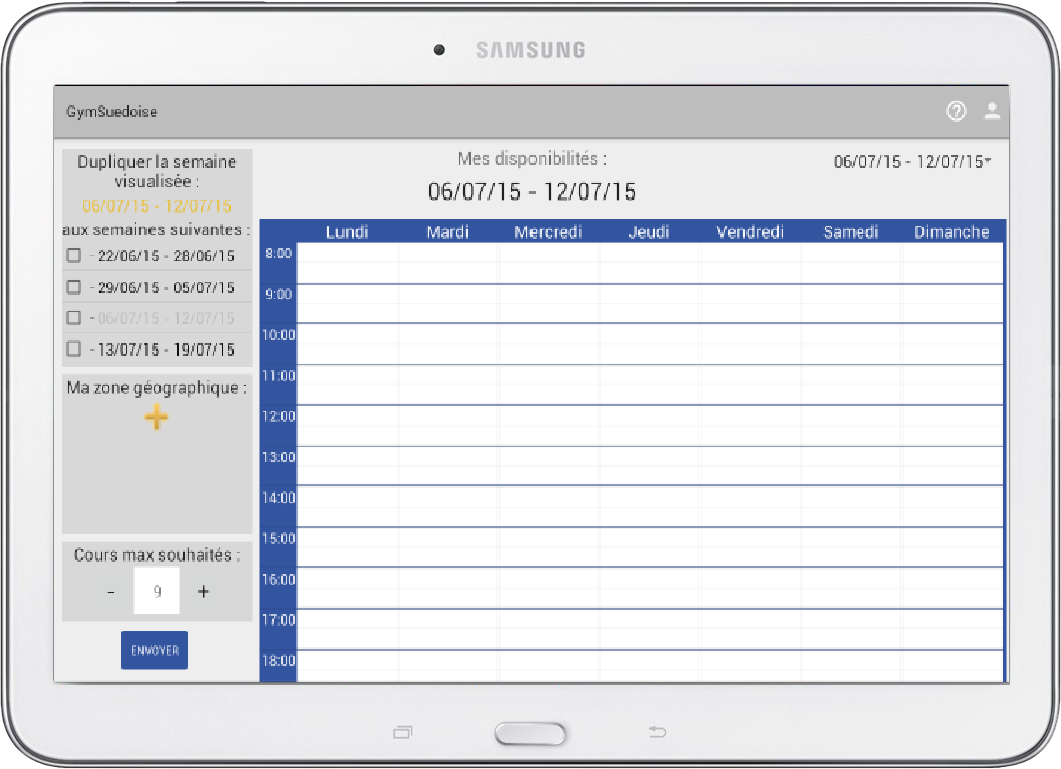 SAMSUNG
GymSuedoise
Dupliquer la semaine
visualisée :
06/07/15 - 12/07/15
aux semaines suivantes :
- 22/06/15 - 28/06/15
- 29/06/15 - 05/07/15
- 06/07/15 - 12/07/15
- 13/07/15 - 19/07/15
Ma zone géographique :
Cours max souhaités :
- 9 +
ENVOYER
Mes disponibilités :
06/07/15 - 12/07/15
06/07/15 - 12/07/15
Lundi Mardi Mercredi Jeudi Vendredi Samedi Dimanche
8:00
9:00
10:00
11:00
12:00
13:00
14:00
15:00
16:00
17:00
18:00